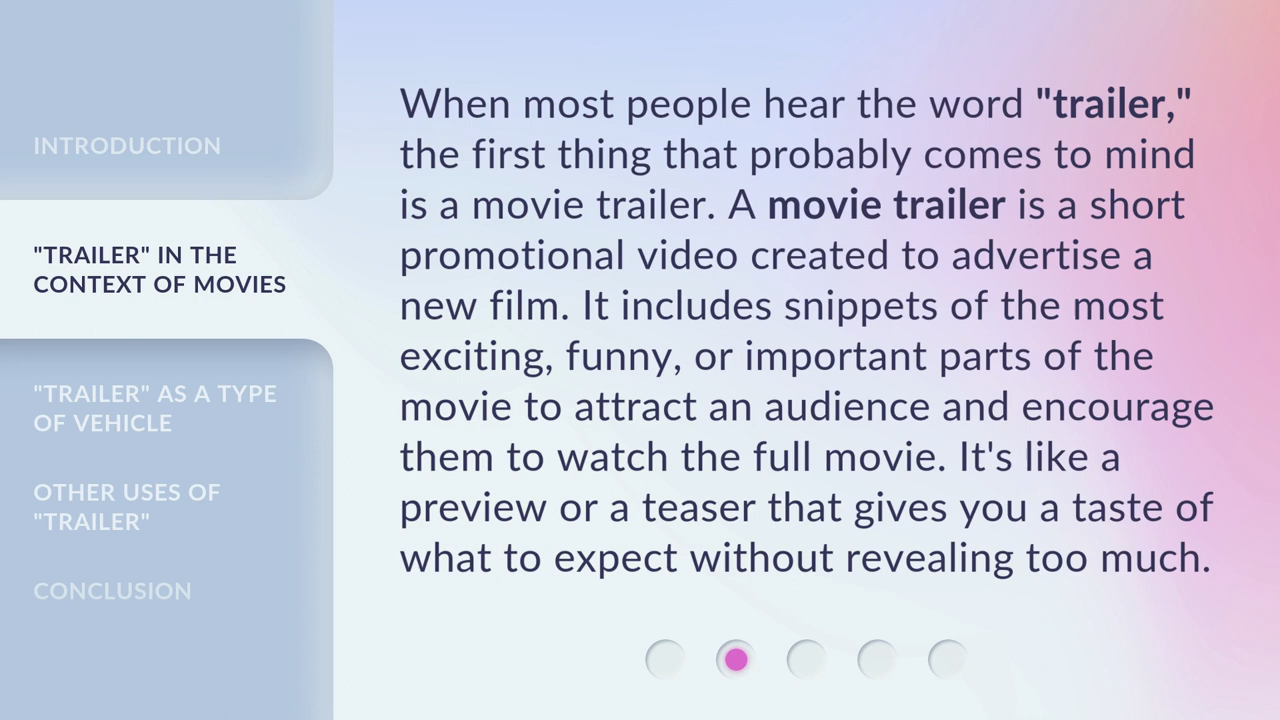 INTRODUCTION
"TRAILER" IN THE
CONTEXT OF MOVIES
"TRAILER" AS A TYPE
OF VEHICLE
OTHER USES OF
"TRAILER"
CONCLUSION
When most people hear the word "trailer,"
the first thing that probably comes to mind
is a movie trailer. A movie trailer is a short
promotional video created to advertise a
new film. It includes snippets of the most
exciting, funny, or important parts of the
movie to attract an audience and encourage
them to watch the full movie. It's like a
preview or a teaser that gives you a taste of
what to expect without revealing too much.